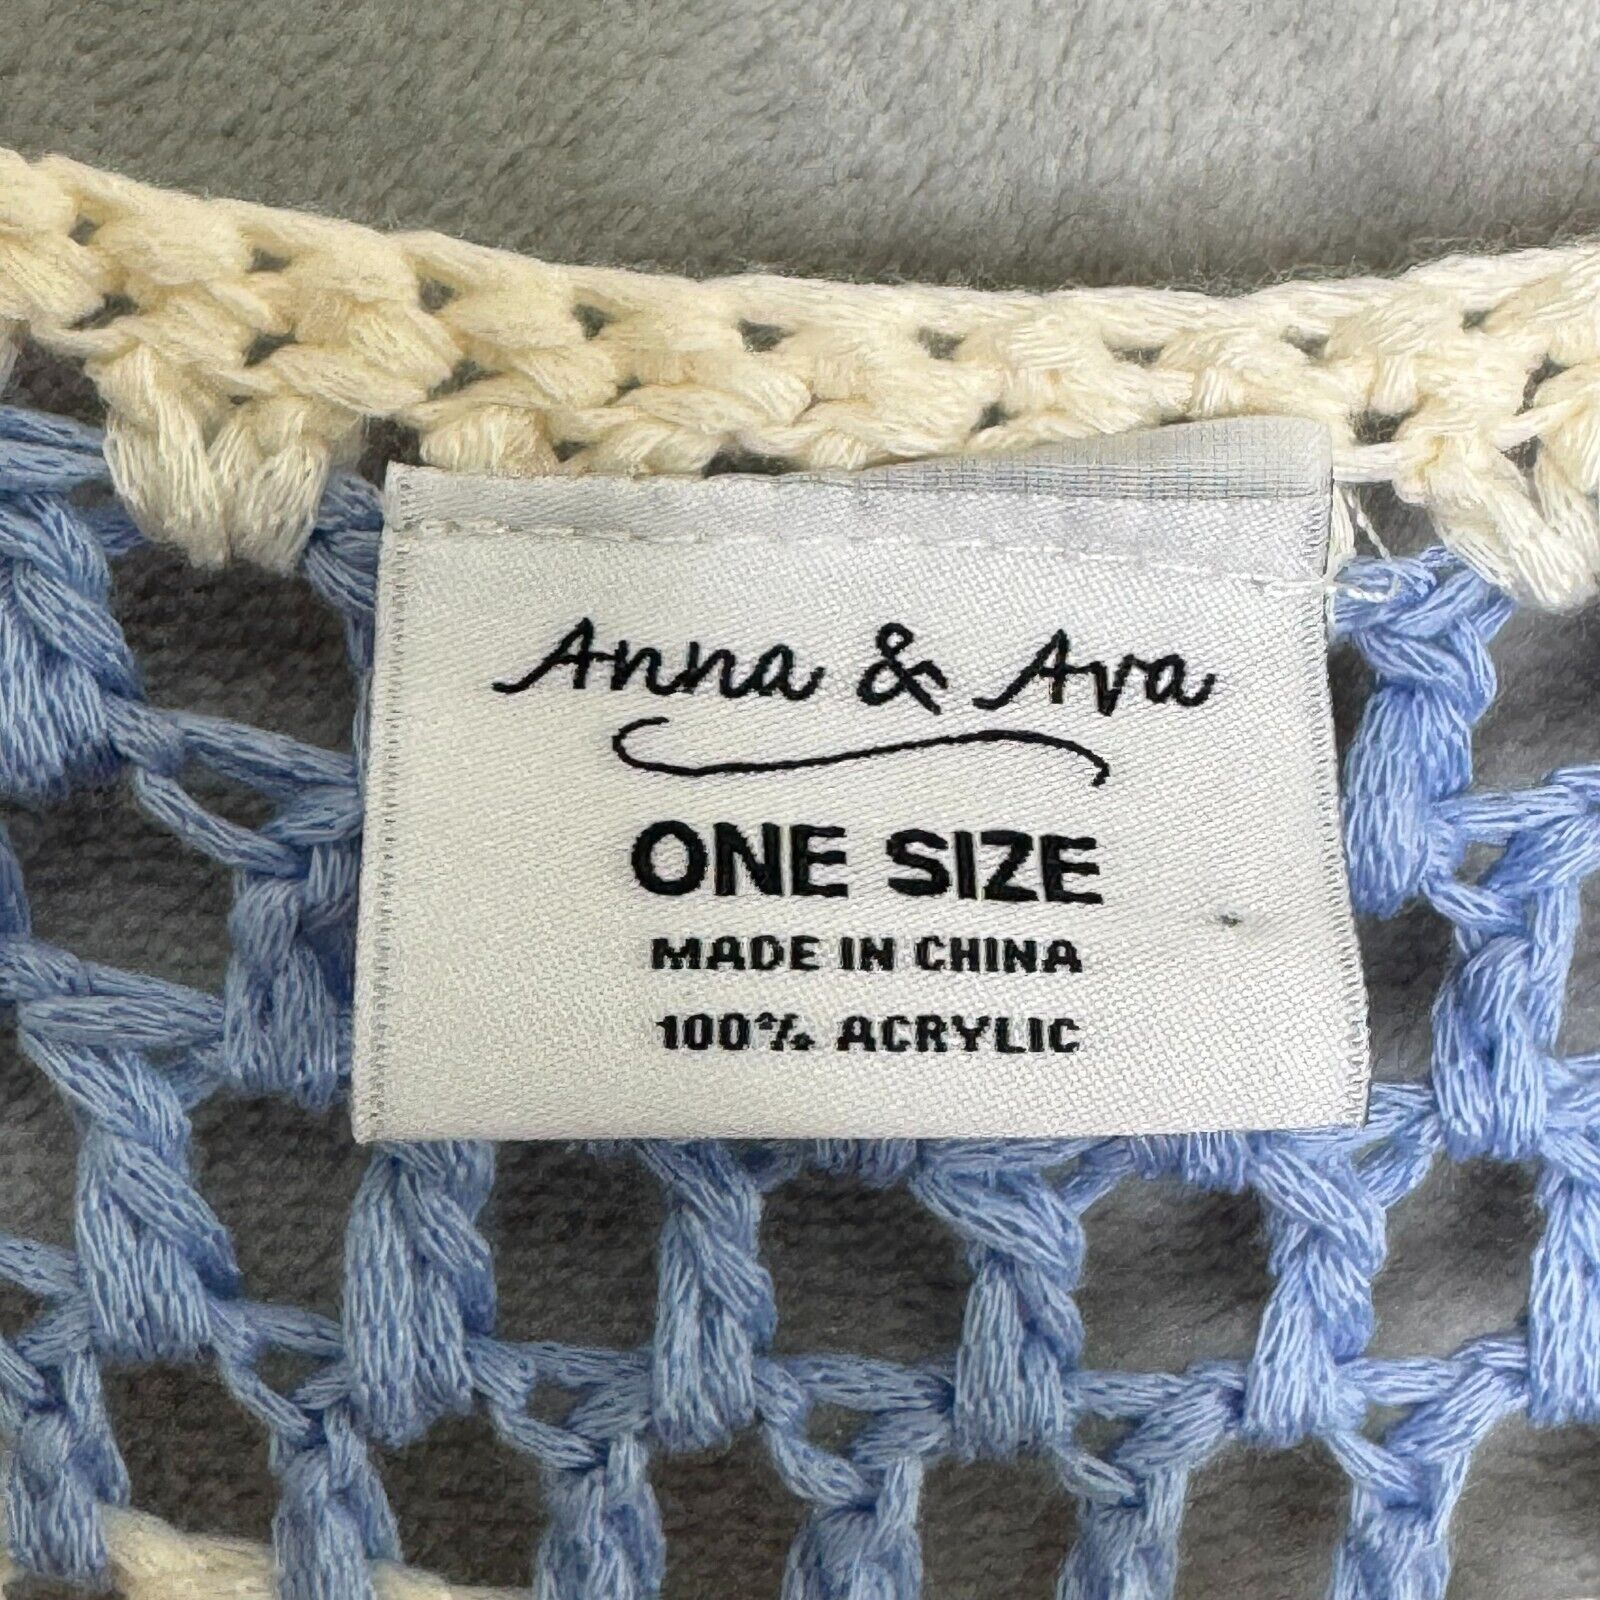 Anna & Ava
ONE SIZE
MADE IN CHINA
100% ACRYLIC